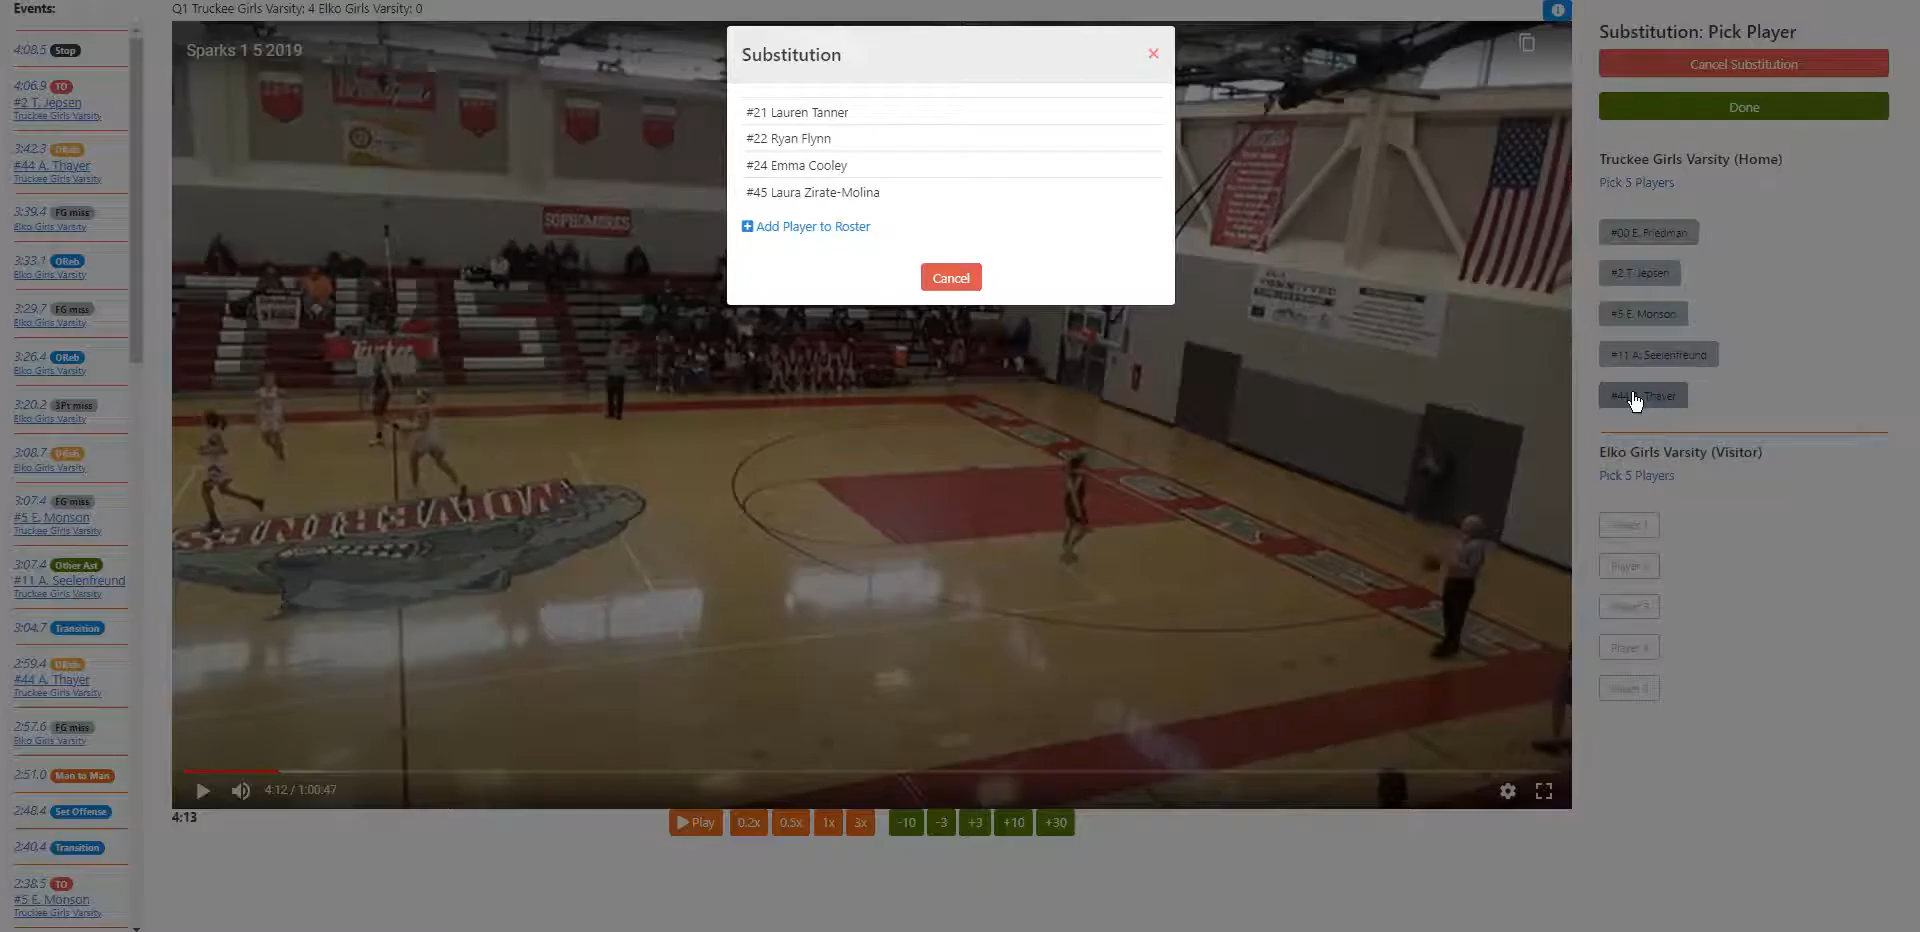 Events:
4:08.5 Stop
4:06.9 TO
#2 T. Jepsen
Truckee Girls Varsity
3:42.3 DReb
#44 A. Thayer
Truckee Girls Varsity
3:39.4 FG miss
Elko Girls Varsity
3:33.1 OReb
Elko Girls Varsity
3:29.7 FG miss
Elko Girls Varsity
3:26.4 OReb
Elko Girls Varsity
3:20.2 3Pt miss
Elko Girls Varsity
3:08.7 DReb
Elko Girls Varsity
3:07.4 FG miss
#5 E. Monson
Truckee Girls Varsity
3:07.4 Other Ast
#11 A. Seelenfreund
Truckee Girls Varsity
3:04.7 Transition
2:59.4 DReb
#44 A. Thayer
Truckee Girls Varsity
2:57.6 FG miss
Elko Girls Varsity
2:51.0 Man to Man
2:48.4 Set Offense
2:40.4 Transition
2:38.5 TO
#5 E. Monson
Truckee Girls Varsity
Q1 Truckee Girls Varsity: 4 Elko Girls Varsity: 0
Sparks 1 5 2019
SOPHOMORES
Substitution
×
#21 Lauren Tanner
#22 Ryan Flynn
#24 Emma Cooley
#45 Laura Zirate-Molina
Add Player to Roster
Cancel
4:12 / 1:00:47
4:13
Play 0.2x 0.5x 1x 3x -10 -3 +3 +10 +30
Substitution: Pick Player
Cancel Substitution
Done
Truckee Girls Varsity (Home)
Pick 5 Players
#00 E. Friedman
#2 T. Jepsen
#5 E. Monson
#11 A. Seelenfreund
#44 Thayer
Elko Girls Varsity (Visitor)
Pick 5 Players
Player 1
Player
Player
Player 4
Player